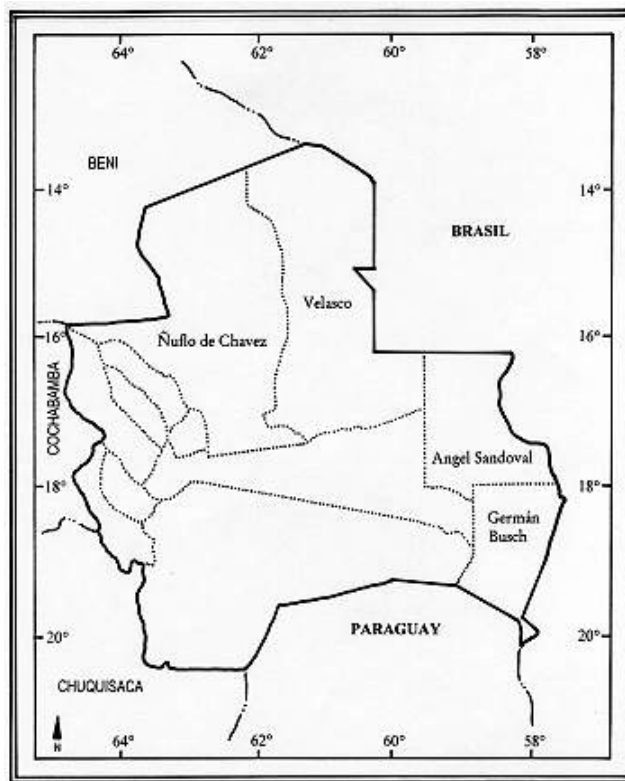 64° 62° 60° 58°
BENI
14°
14°
BRASIL
Velasco
Ñuflo de Chavez
16°
16°
COCHABAMBA
Angel Sandoval
18°
18°
Germán
Busch
20°
PARAGUAY
20°
CHUQUISACA
N
64° 62° 60° 58°